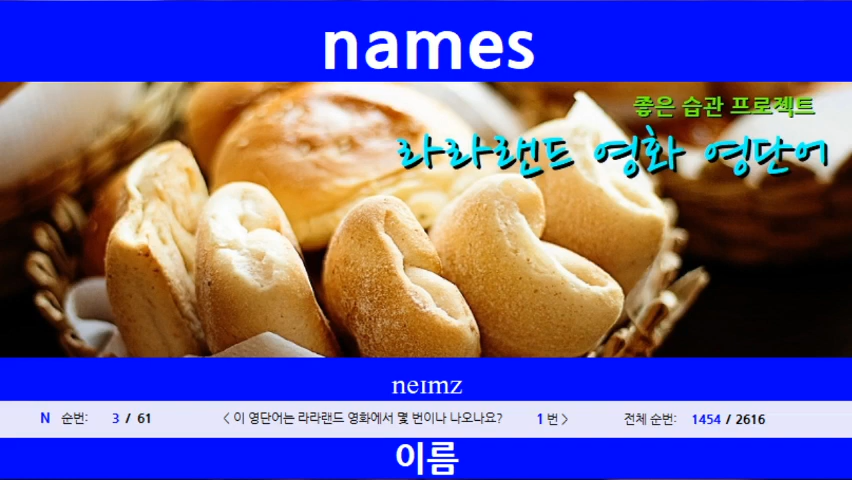 names
좋은 습관 프로젝트
라라랜드 영화 영단어
neɪmz
N 순번: 3 / 61 < 이 영단어는 라라랜드 영화에서 몇 번이나 나오나요? 1 번 > 전체 순번: 1454 / 2616
이름